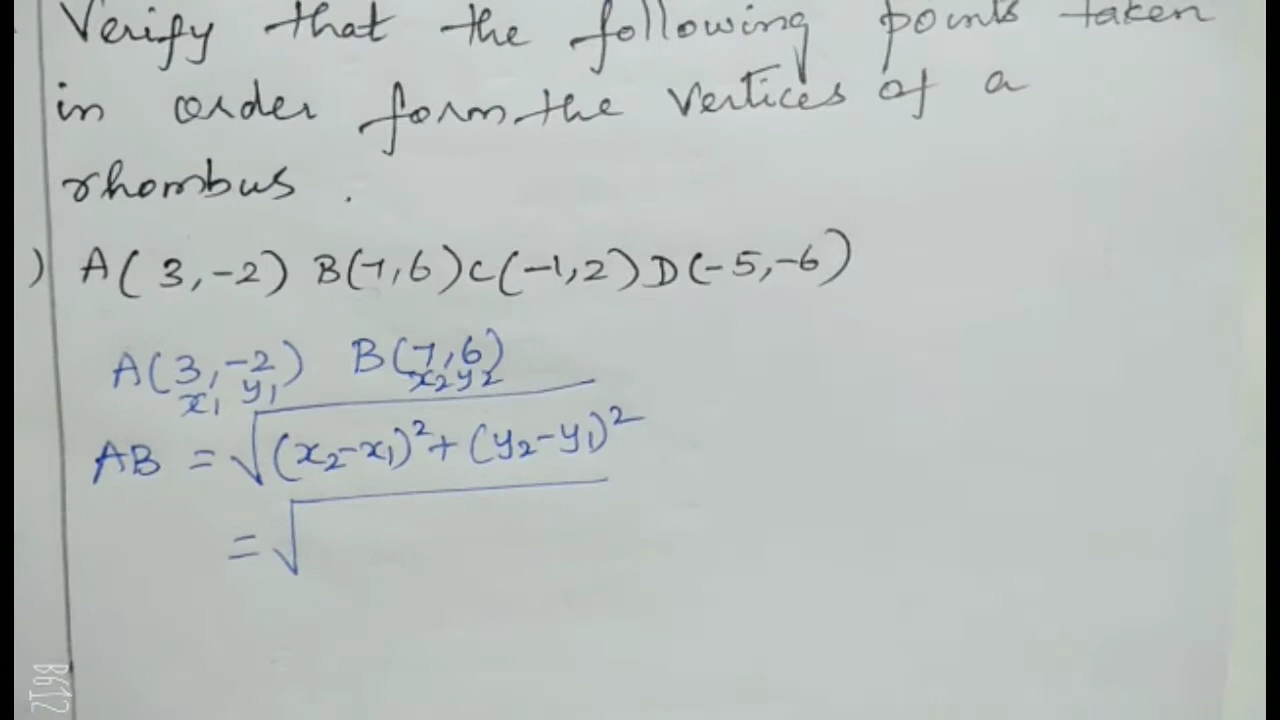 Verify that the following points taken
in order form the vertices of a
rhombus.
) A(3,-2) B(7,6) C(-1,2) D(-5,-6)
A(3,-2) B(7,6)
x₁ y₁ x₂ y₂
AB = √(x₂-x₁)²+(y₂-y₁)²
= √
B612